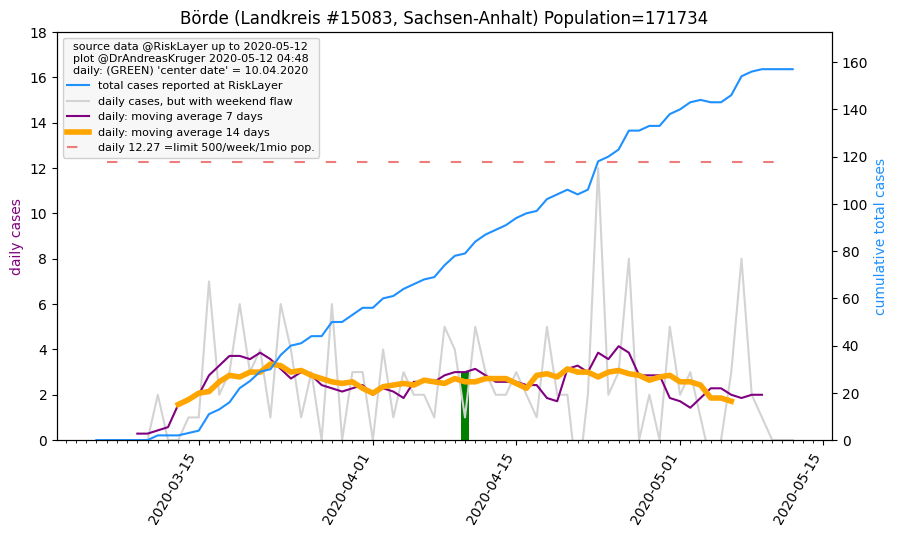 Börde (Landkreis #15083, Sachsen-Anhalt) Population=171734
source data @RiskLayer up to 2020-05-12
plot @DrAndreasKruger 2020-05-12 04:48
daily: (GREEN) 'center date' = 10.04.2020
total cases reported at RiskLayer
daily cases, but with weekend flaw
daily: moving average 7 days
daily: moving average 14 days
daily 12.27 =limit 500/week/1mio pop.
daily cases
18
16
14
12
10
8
6
4
2
0
cumulative total cases
160
140
120
100
80
60
40
20
0
2020-03-15
2020-04-01
2020-04-15
2020-05-01
2020-05-15